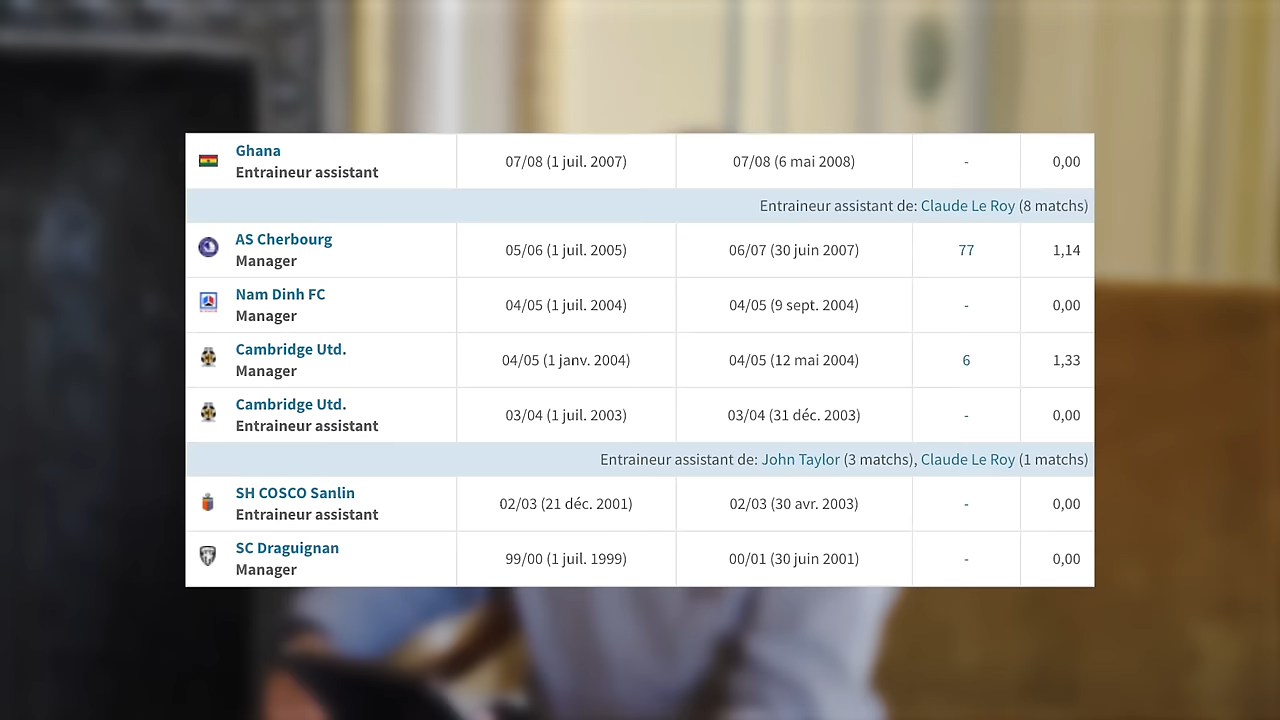 Ghana
Entraineur assistant
07/08 (1 juil. 2007)
07/08 (6 mai 2008)
-
0,00
Entraineur assistant de: Claude Le Roy (8 matchs)
AS Cherbourg
Manager
05/06 (1 juil. 2005)
06/07 (30 juin 2007)
77
1,14
Nam Dinh FC
Manager
04/05 (1 juil. 2004)
04/05 (9 sept. 2004)
-
0,00
Cambridge Utd.
Manager
04/05 (1 janv. 2004)
04/05 (12 mai 2004)
6
1,33
Cambridge Utd.
Entraineur assistant
03/04 (1 juil. 2003)
03/04 (31 déc. 2003)
-
0,00
Entraineur assistant de: John Taylor (3 matchs), Claude Le Roy (1 matchs)
SH COSCO Sanlin
Entraineur assistant
02/03 (21 déc. 2001)
02/03 (30 avr. 2003)
-
0,00
SC Draguignan
Manager
99/00 (1 juil. 1999)
00/01 (30 juin 2001)
-
0,00